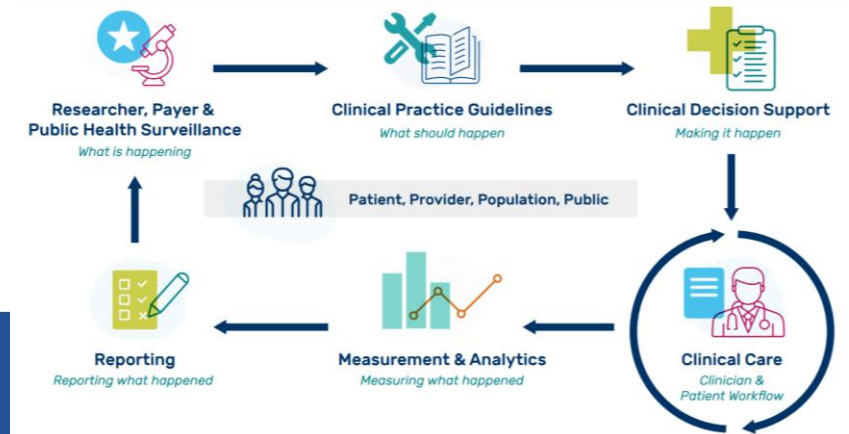 Researcher, Payer &
Public Health Surveillance
What is happening
Clinical Practice Guidelines
What should happen
Clinical Decision Support
Making it happen
Patient, Provider, Population, Public
Reporting
Reporting what happened
Measurement & Analytics
Measuring what happened
Clinical Care
Clinician &
Patient Workflow